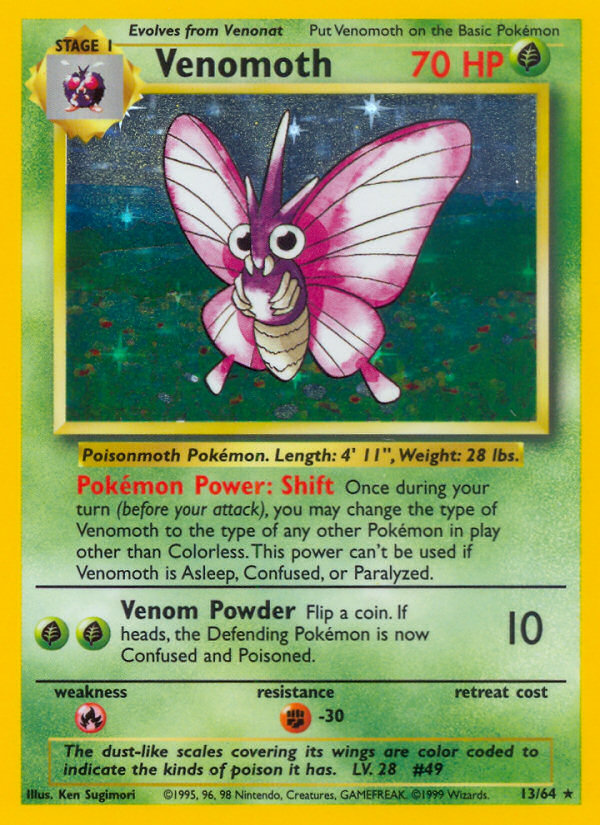 Evolves from Venonat    Put Venomoth on the Basic Pokémon
STAGE 1
Venomoth    70 HP
Poisonmoth Pokémon. Length: 4' 11", Weight: 28 lbs.
Pokémon Power: Shift Once during your
turn (before your attack), you may change the type of
Venomoth to the type of any other Pokémon in play
other than Colorless. This power can't be used if
Venomoth is Asleep, Confused, or Paralyzed.
Venom Powder Flip a coin. If
heads, the Defending Pokémon is now
Confused and Poisoned.
10
weakness    resistance    retreat cost
-30
The dust-like scales covering its wings are color coded to
indicate the kinds of poison it has. LV. 28 #49
Illus. Ken Sugimori    ©1995, 96, 98 Nintendo, Creatures, GAMEFREAK. ©1999 Wizards.    13/64 ★